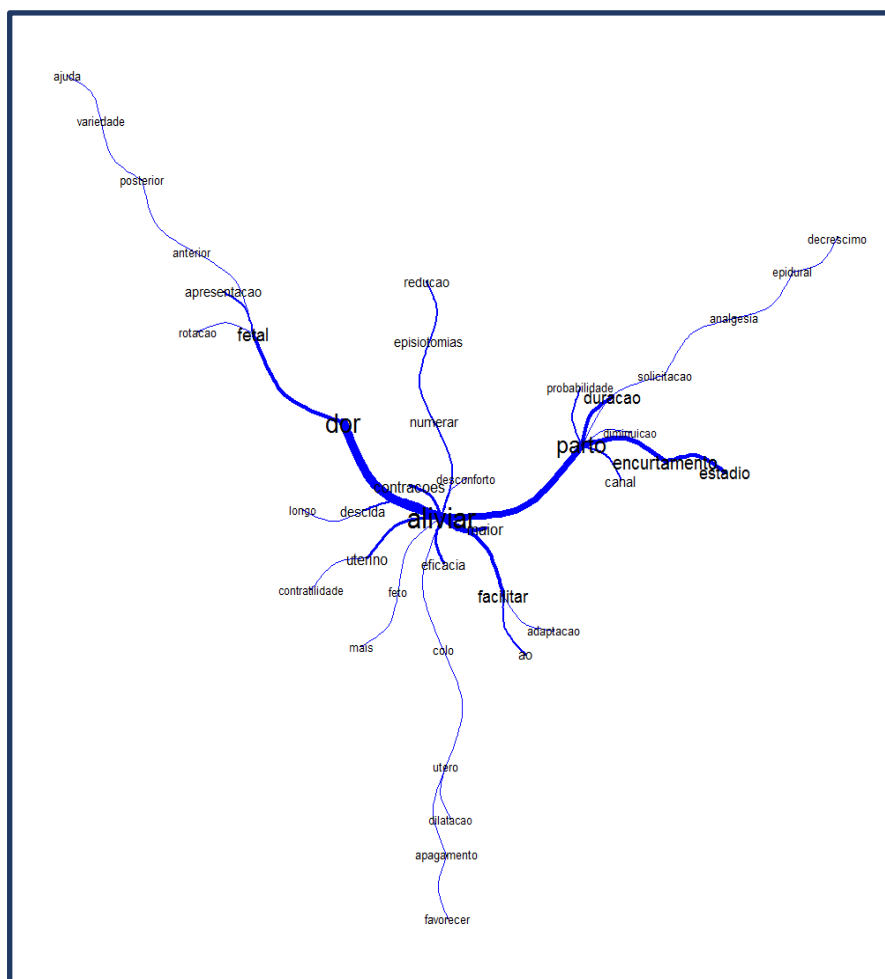 ajuda
variedade
posterior
decrescimo
anterior
epidural
reducao
apresentacao
analgesia
rotacao
fetal
episiotomias
solicitacao
probabilidade
duracao
dor
numerar
diminuicao
parto
encurtamento
estadio
desconforto
canal
contracoes
longo
descida
aliviar
maior
uterino
eficacia
contratilidade
feto
facilitar
adaptacao
mais
colo
ao
utero
dilatacao
apagamento
favorecer